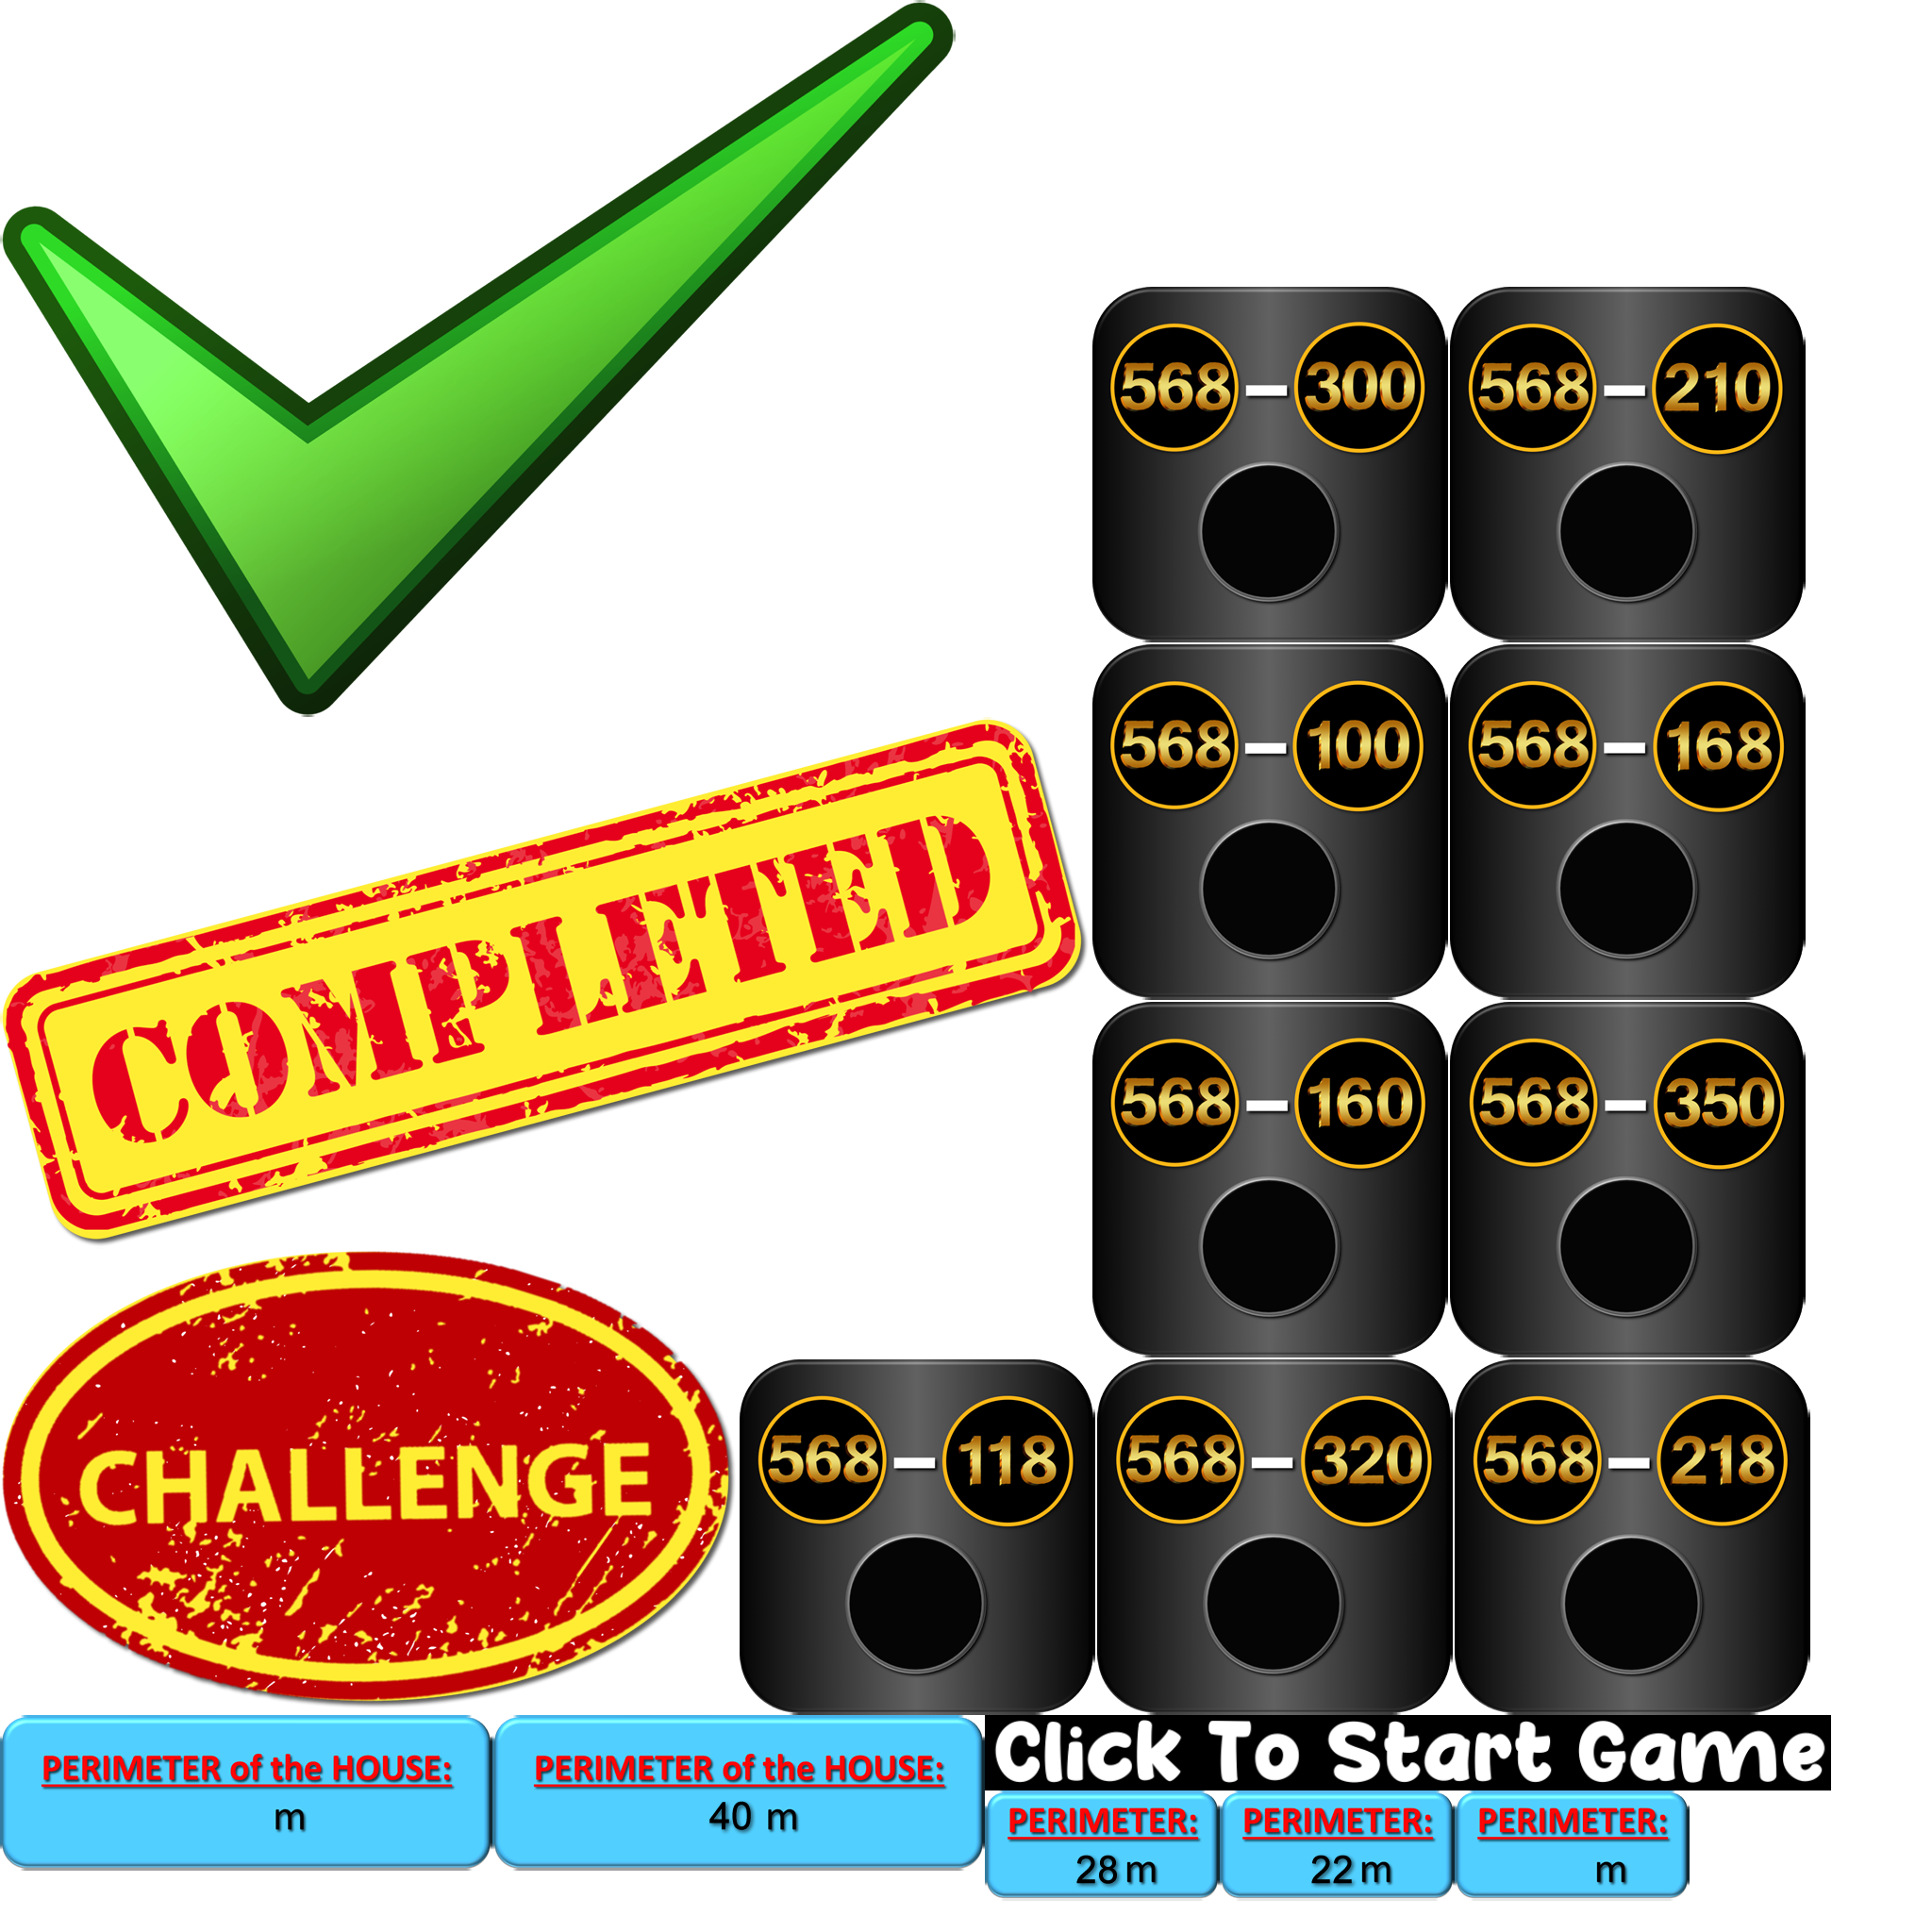 568 – 300
568 – 210
568 – 100
568 – 168
COMPLETED
568 – 160
568 – 350
CHALLENGE
568 – 118
568 – 320
568 – 218
PERIMETER of the HOUSE:
m
PERIMETER of the HOUSE:
40 m
Click To Start Game
PERIMETER:
28 m
PERIMETER:
22 m
PERIMETER:
m